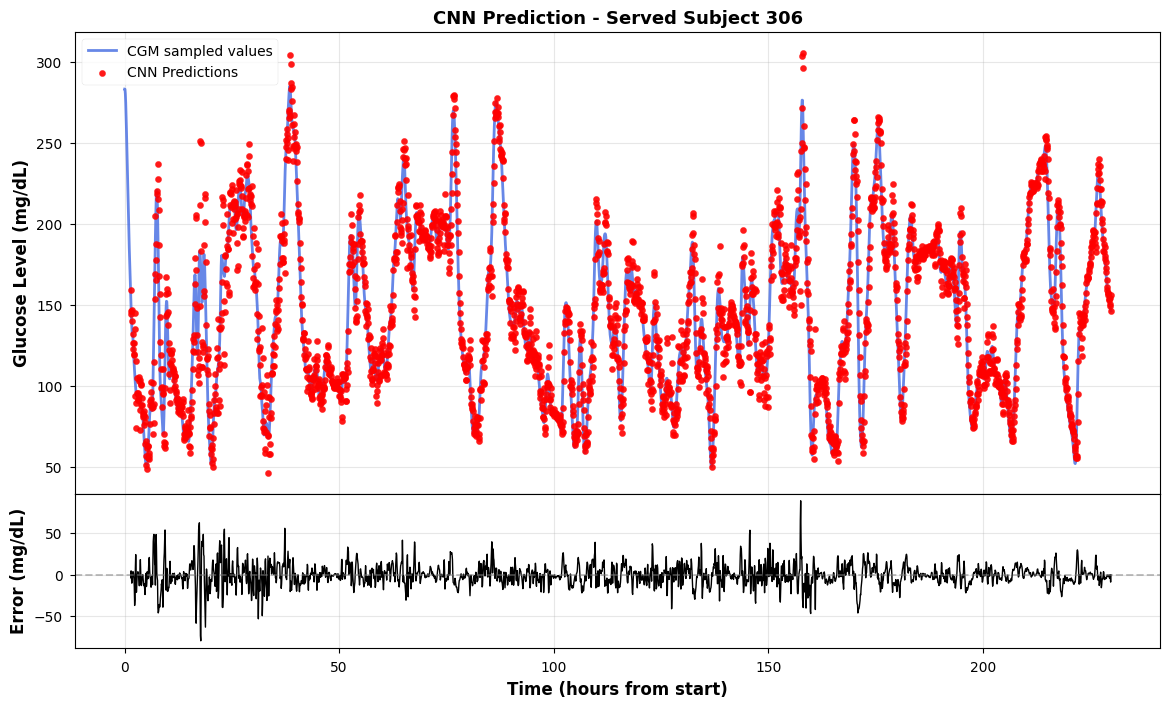 CNN Prediction - Served Subject 306
CGM sampled values
CNN Predictions
Glucose Level (mg/dL)
300
250
200
150
100
50
Error (mg/dL)
50
0
−50
0
50
100
150
200
Time (hours from start)